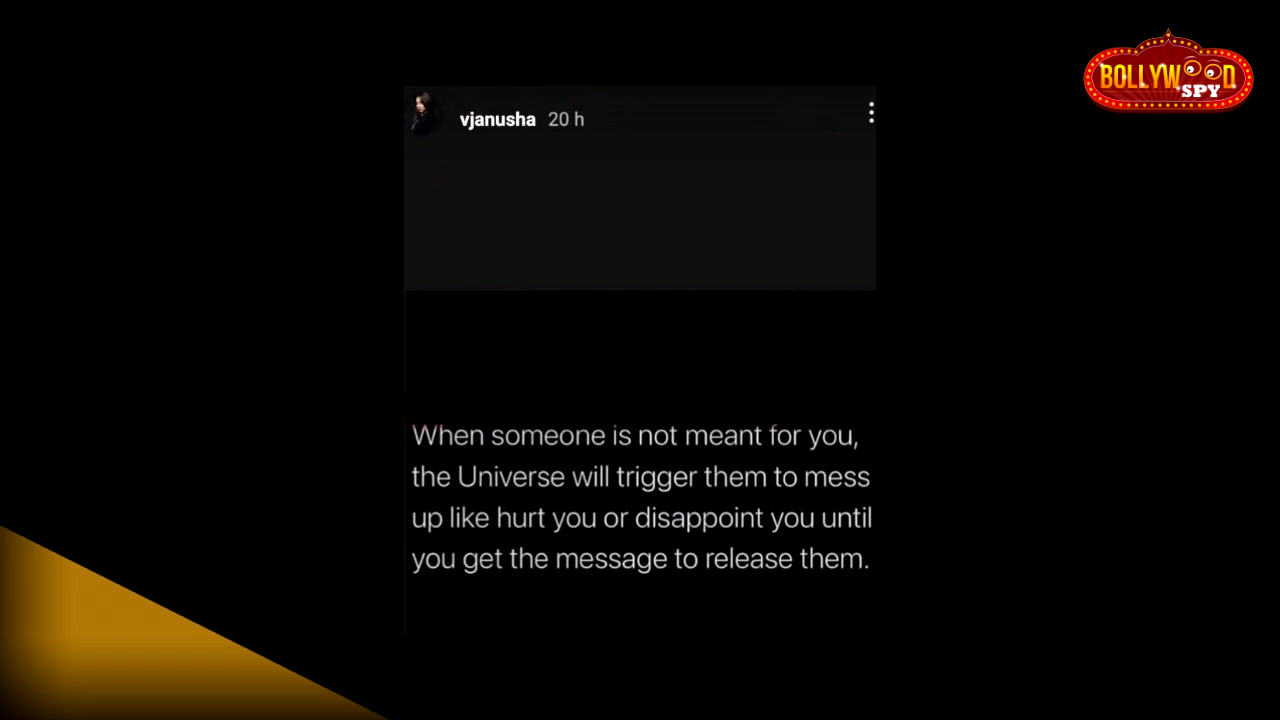 BOLLYWOOD
SPY
vjanusha 20 h
When someone is not meant for you,
the Universe will trigger them to mess
up like hurt you or disappoint you until
you get the message to release them.